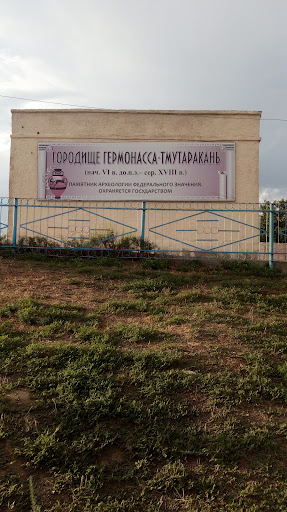 ГОРОДИЩЕ ГЕРМОНАССА-ТМУТАРАКАНЬ
(нач. VI в. до.н.э.- сер. XVIII в.)
ПАМЯТНИК АРХЕОЛОГИИ ФЕДЕРАЛЬНОГО ЗНАЧЕНИЯ.
ОХРАНЯЕТСЯ ГОСУДАРСТВОМ